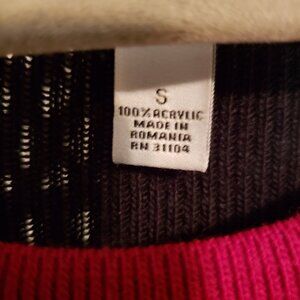 S
100% ACRYLIC
MADE IN
ROMANIA
RN 31104